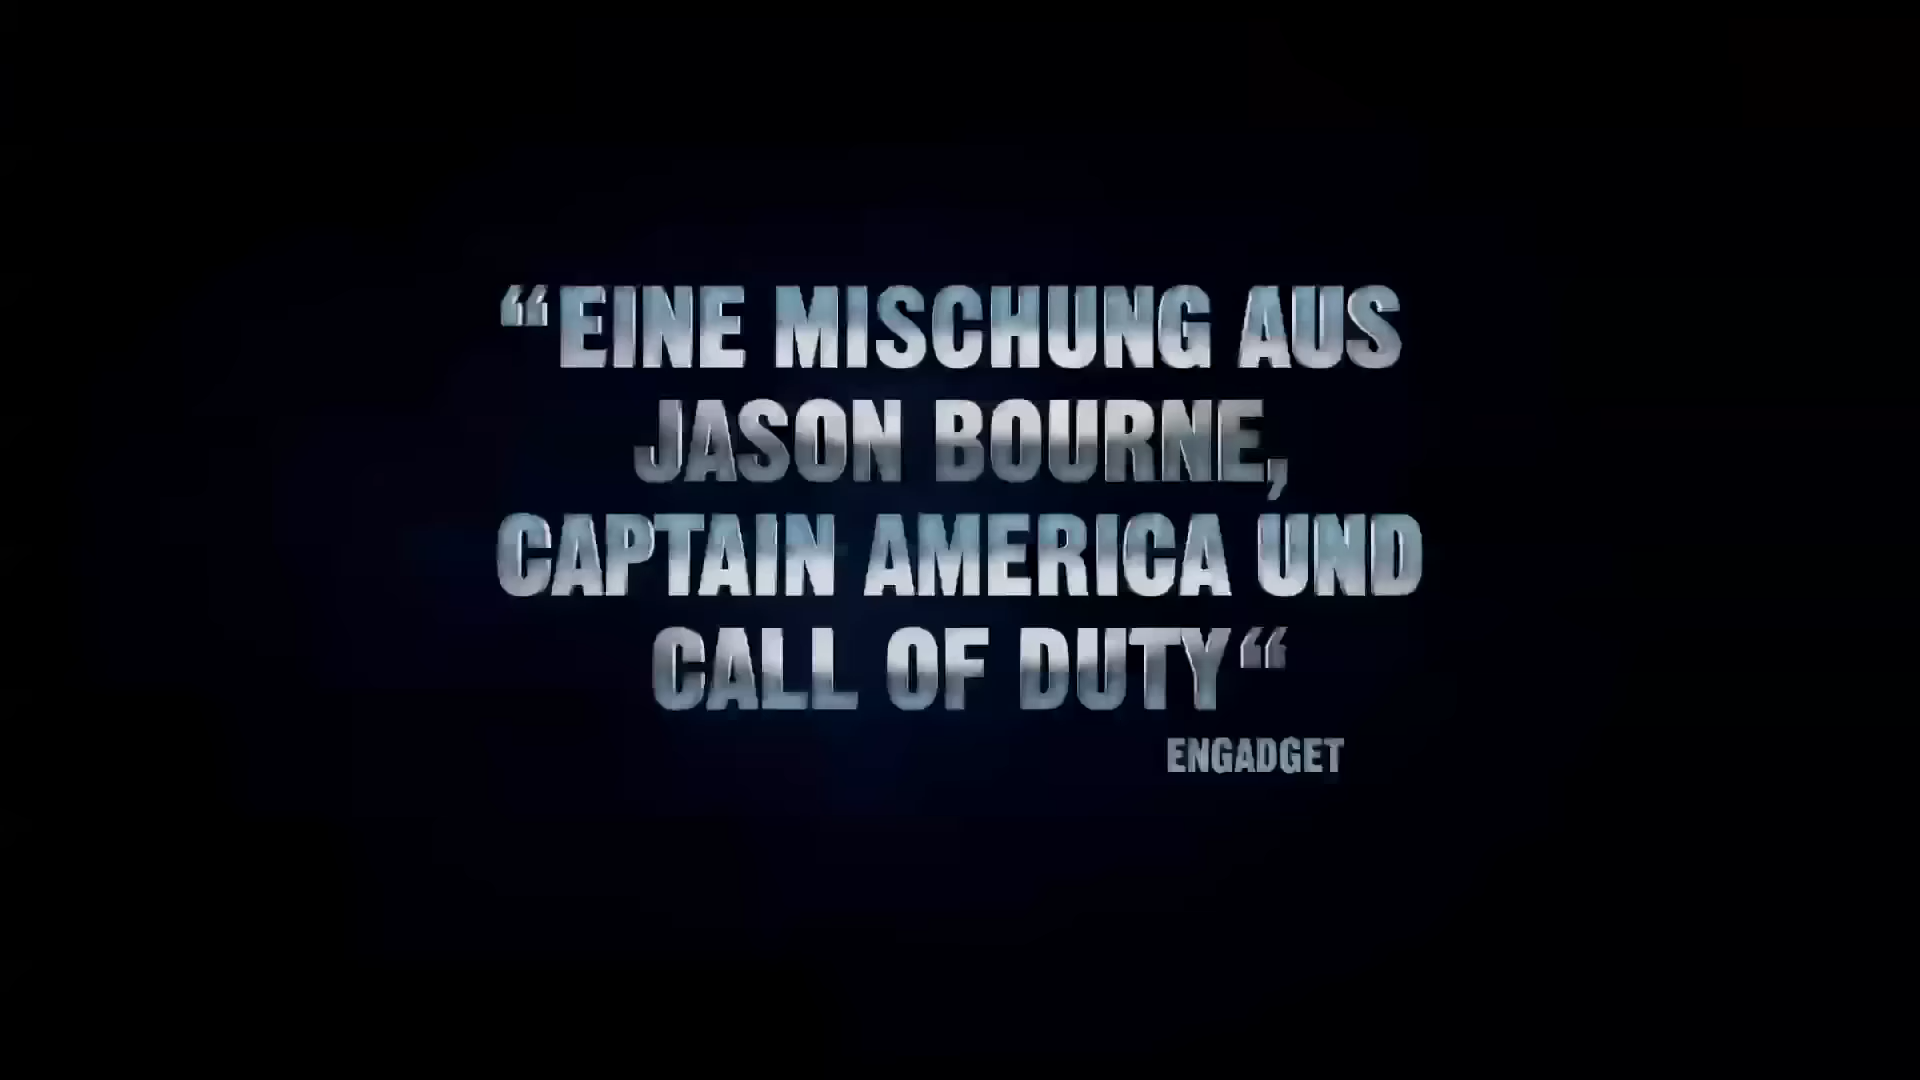 “EINE MISCHUNG AUS
JASON BOURNE,
CAPTAIN AMERICA UND
CALL OF DUTY“
ENGADGET